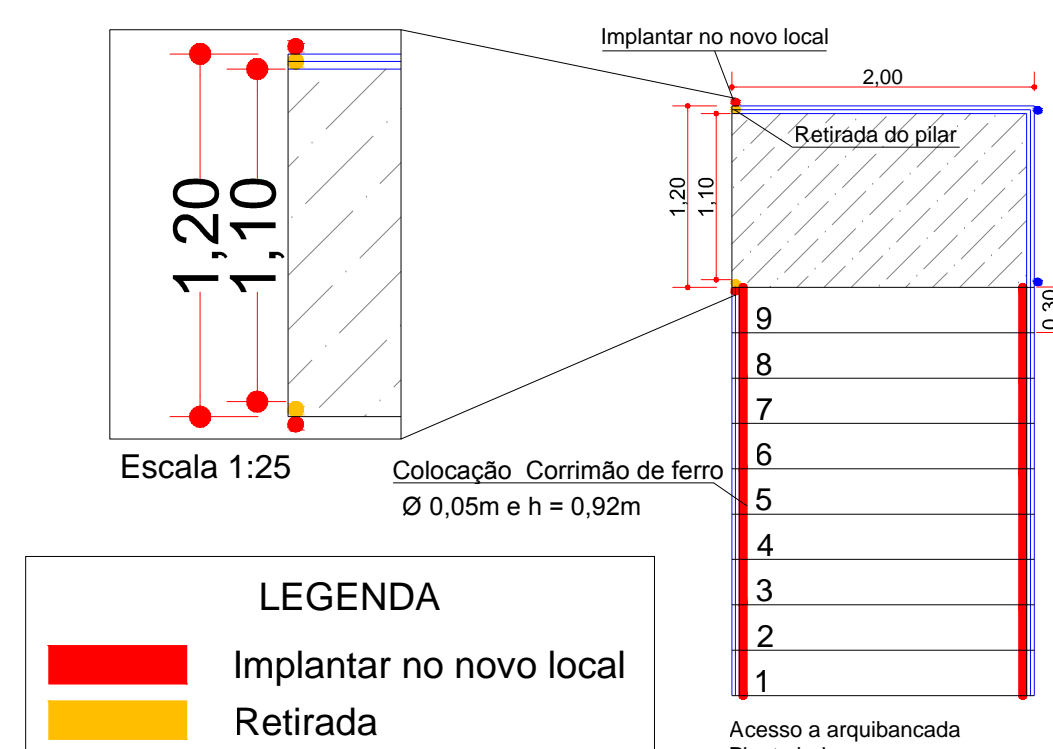 Implantar no novo local
2,00
Retirada do pilar
1,20
1,10
1,20
1,10
0,30
9
8
7
6
5
4
3
2
1
Escala 1:25
Colocação Corrimão de ferro
Ø 0,05m e h = 0,92m
LEGENDA
Implantar no novo local
Retirada
Acesso a arquibancada